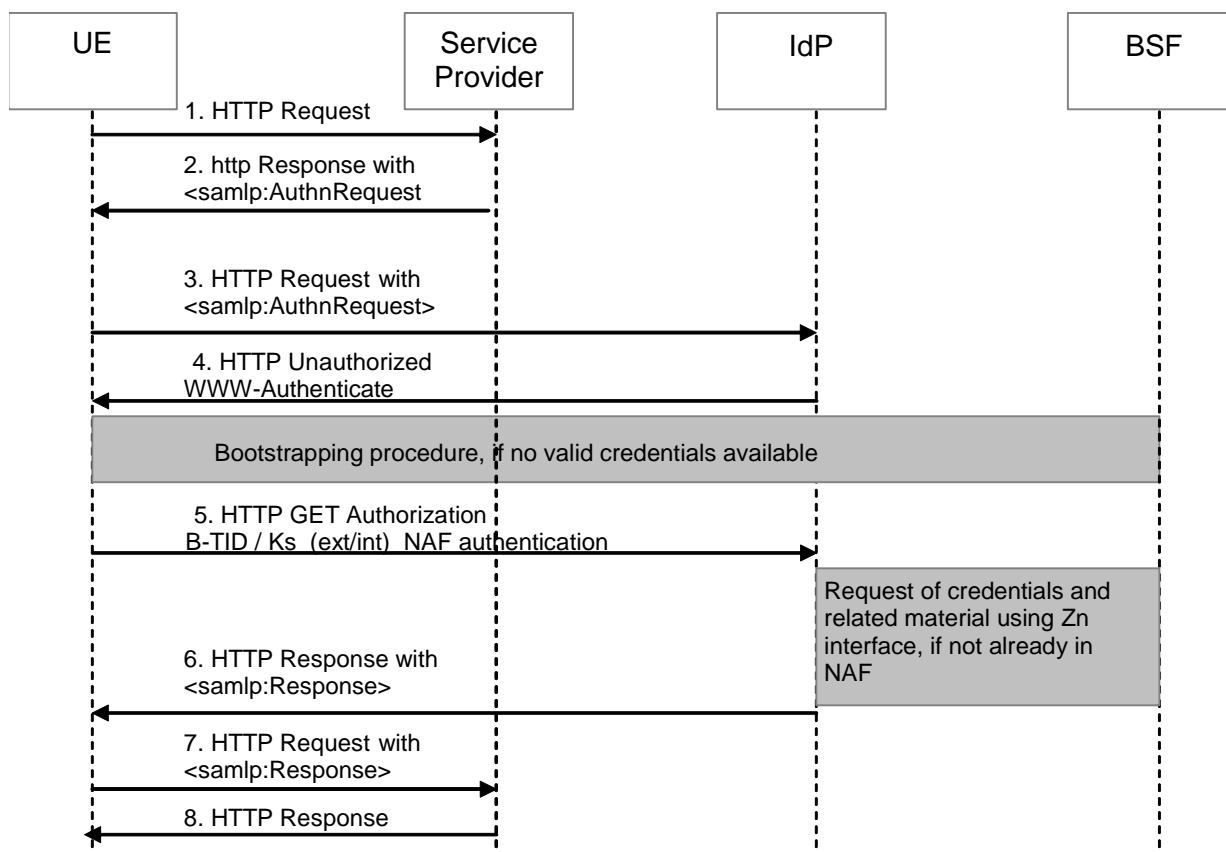 UE
Service
Provider
IdP
BSF
1. HTTP Request
2. http Response with
<samlp:AuthnRequest
3. HTTP Request with
<samlp:AuthnRequest>
4. HTTP Unauthorized
WWW-Authenticate
Bootstrapping procedure, if no valid credentials available
5. HTTP GET Authorization
B-TID / Ks_(ext/int)_NAF authentication
Request of credentials and
related material using Zn
interface, if not already in
NAF
6. HTTP Response with
<samlp:Response>
7. HTTP Request with
<samlp:Response>
8. HTTP Response